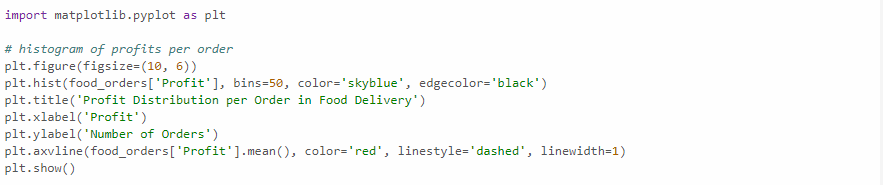 import matplotlib.pyplot as plt

# histogram of profits per order
plt.figure(figsize=(10, 6))
plt.hist(food_orders['Profit'], bins=50, color='skyblue', edgecolor='black')
plt.title('Profit Distribution per Order in Food Delivery')
plt.xlabel('Profit')
plt.ylabel('Number of Orders')
plt.axvline(food_orders['Profit'].mean(), color='red', linestyle='dashed', linewidth=1)
plt.show()